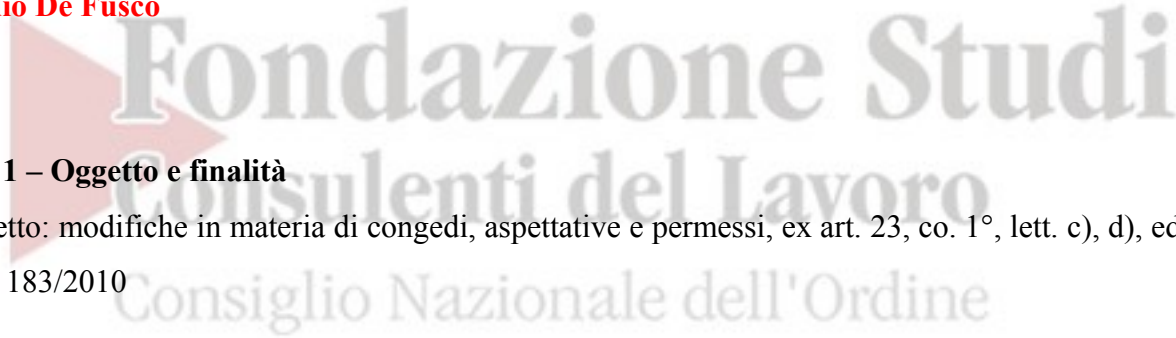 io De Fusco
Fondazione Studi
1 – Oggetto e finalità
Consulenti del Lavoro
etto: modifiche in materia di congedi, aspettative e permessi, ex art. 23, co. 1°, lett. c), d), ed
183/2010
Consiglio Nazionale dell'Ordine